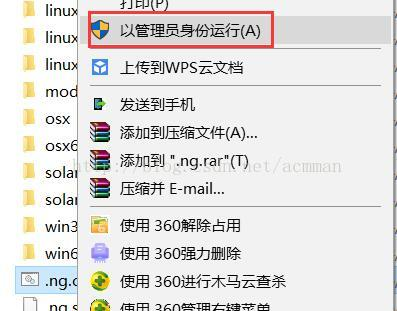 linux
打印(P)
linux
以管理员身份运行(A)
linux
上传到WPS云文档
mod
发送到手机
osx
添加到压缩文件(A)...
osx6
添加到 ".ng.rar"(T)
http://blog.csdn.net/acmman
solar
压缩并 E-mail...
solar
win3
使用 360解除占用
win6
使用 360强力删除
.ng.c
使用 360进行木马云查杀
.ng.s
使用 360管理右键菜单